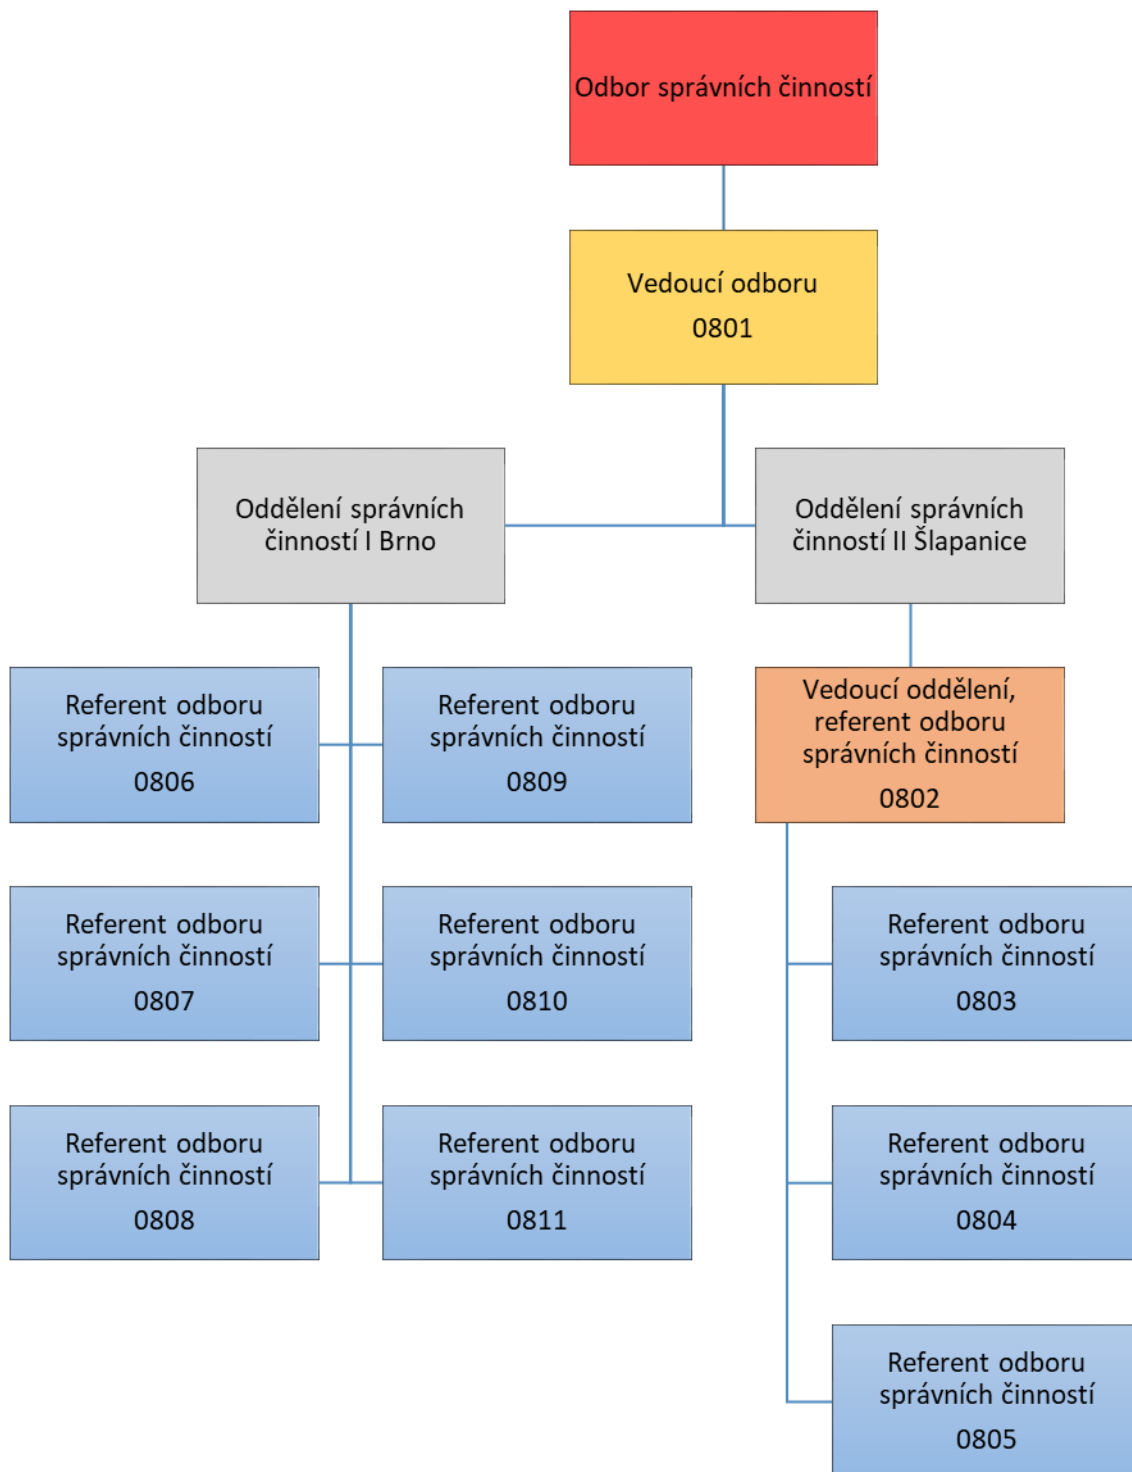 Odbor správních činností
Vedoucí odboru
0801
Oddělení správních
činností I Brno
Oddělení správních
činností II Šlapanice
Referent odboru
správních činností
0806
Referent odboru
správních činností
0809
Vedoucí oddělení,
referent odboru
správních činností
0802
Referent odboru
správních činností
0807
Referent odboru
správních činností
0810
Referent odboru
správních činností
0803
Referent odboru
správních činností
0808
Referent odboru
správních činností
0811
Referent odboru
správních činností
0804
Referent odboru
správních činností
0805